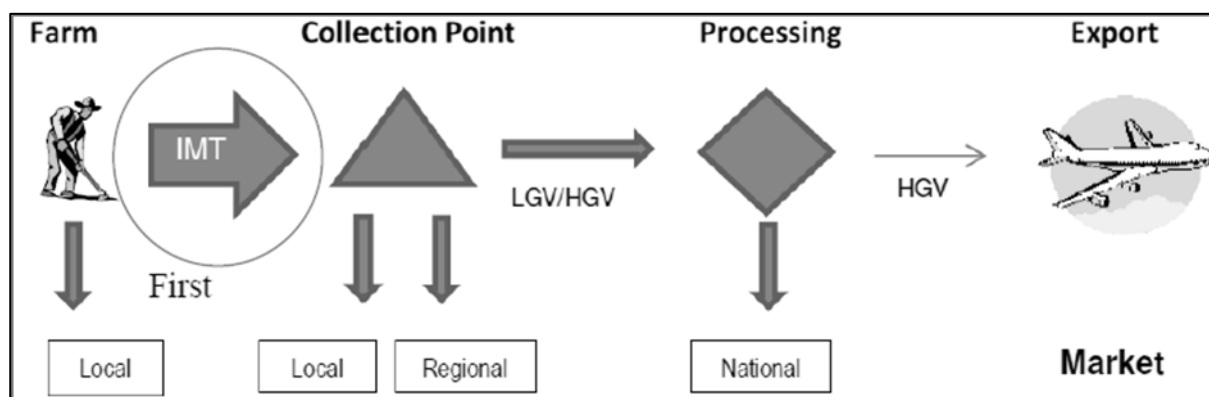 Farm
Collection Point
Processing
Export
IMT
LGV/HGV
HGV
First
Local
Local
Regional
National
Market